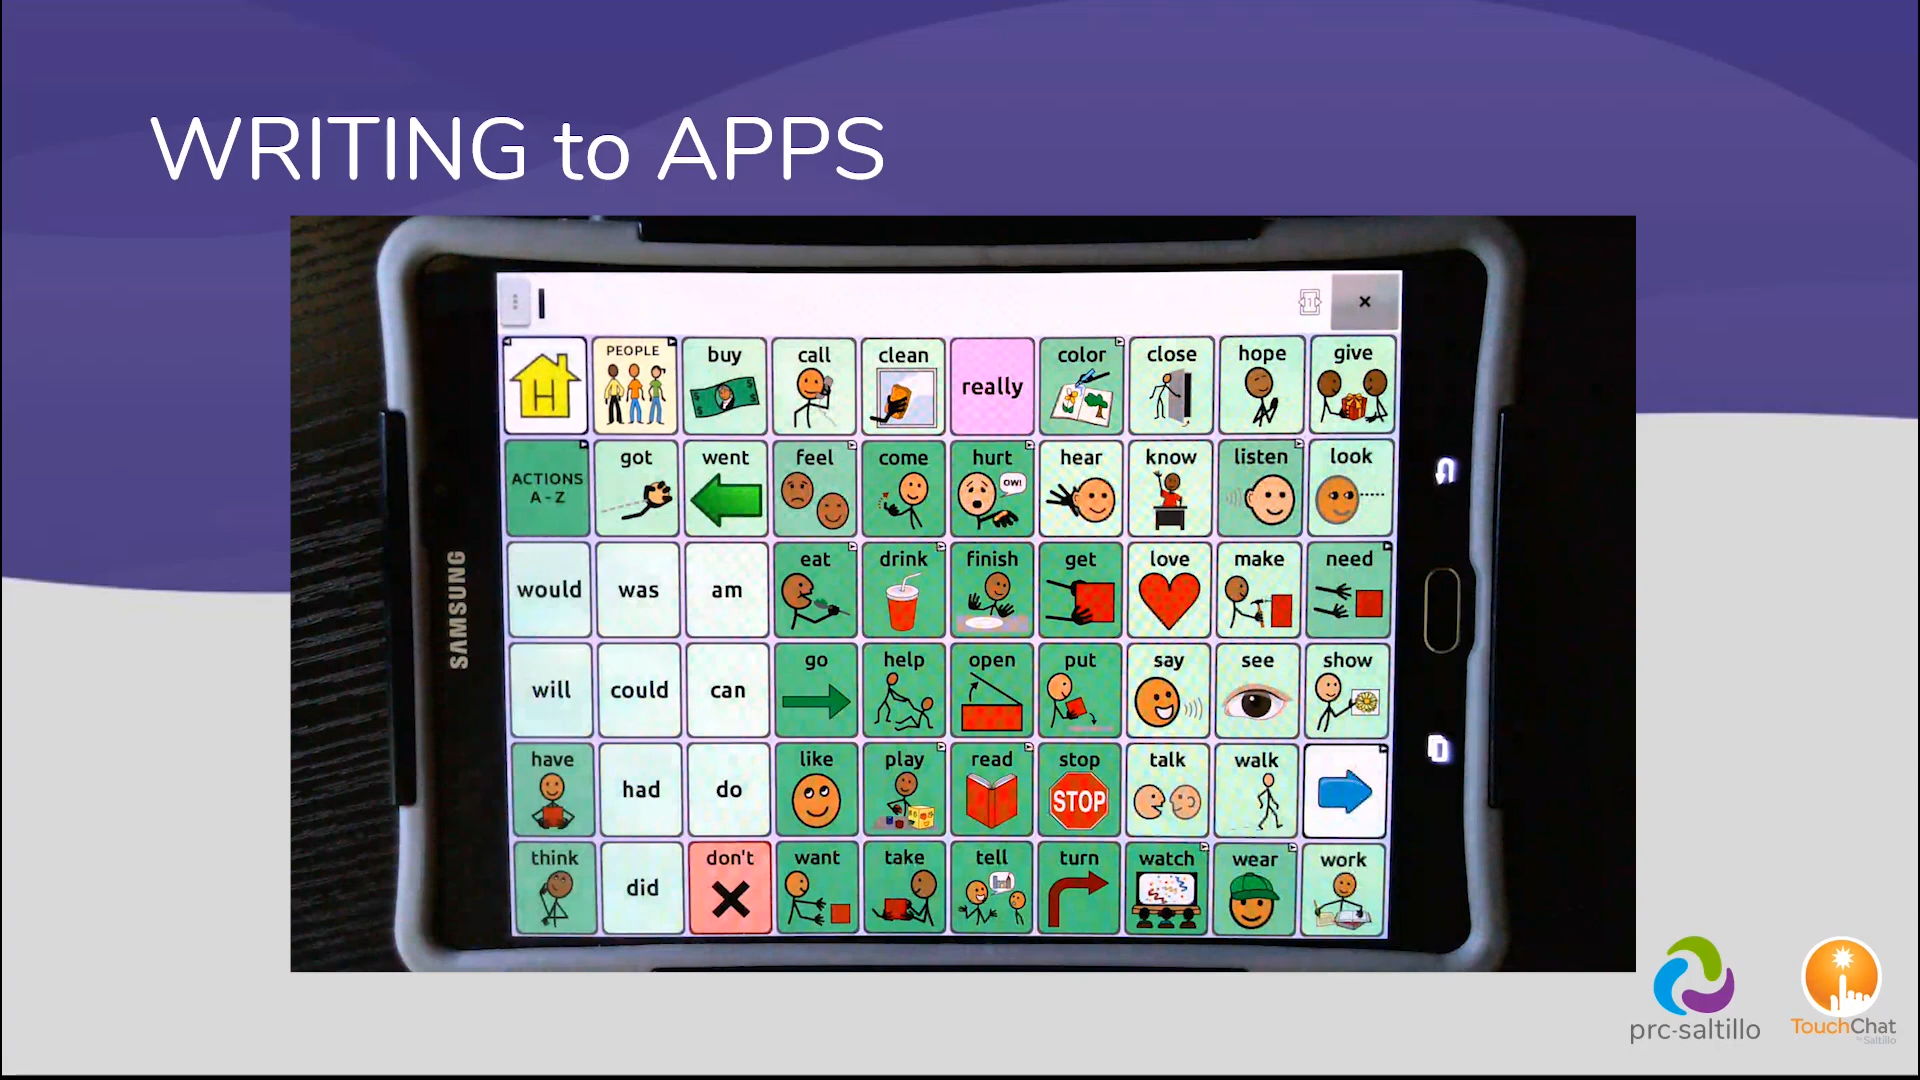 WRITING to APPS
SAMSUNG
×
H
PEOPLE
buy
call
clean
really
color
close
hope
give
ACTIONS
A - Z
got
went
feel
come
hurt
OW!
hear
know
listen
look
would
was
am
eat
drink
finish
get
love
make
need
will
could
can
go
help
open
put
say
see
show
have
had
do
like
play
read
stop
STOP
talk
walk
think
did
don't
want
take
tell
turn
watch
wear
work
prc-saltillo
TouchChat
by Saltillo